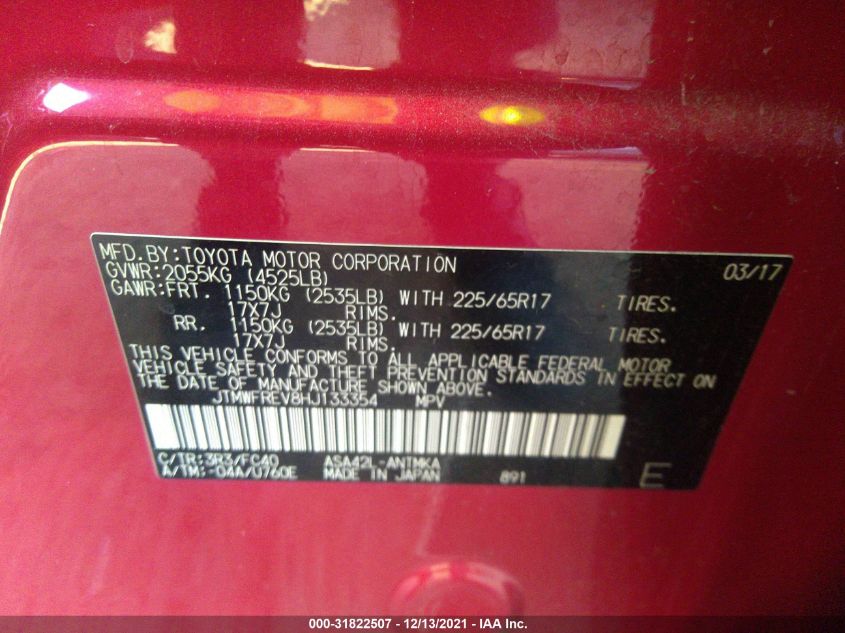 MFD.BY:TOYOTA MOTOR CORPORATION 03/17
GVWR:2055KG (4525LB)
GAWR:FRT. 1150KG (2535LB) WITH 225/65R17 TIRES.
17X7J RIMS.
RR. 1150KG (2535LB) WITH 225/65R17 TIRES.
17X7J RIMS.
THIS VEHICLE CONFORMS TO ALL APPLICABLE FEDERAL MOTOR
VEHICLE SAFETY AND THEFT PREVENTION STANDARDS IN EFFECT ON
THE DATE OF MANUFACTURE SHOWN ABOVE.
JTMWFREV8HJ133354 MPV
C/TR:3R3/FC40 ASA42L-ANTMKA
A/TM:-04A/U760E MADE IN JAPAN 891 E
000-31822507 - 12/13/2021 - IAA Inc.